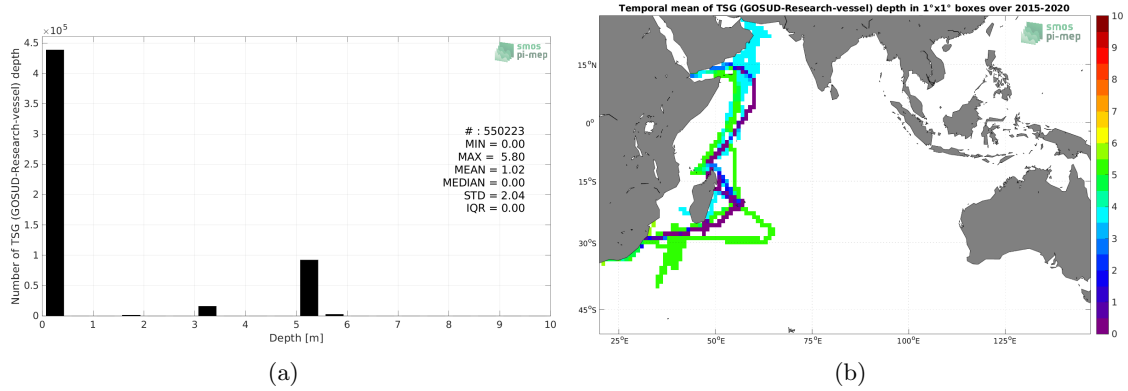 Number of TSG (GOSUD-Research-vessel) depth
×10⁵
4.5
4
3.5
3
2.5
2
1.5
1
0.5
0
smos
pi-mep
# : 550223
MIN = 0.00
MAX = 5.80
MEAN = 1.02
MEDIAN = 0.00
STD = 2.04
IQR = 0.00
0 1 2 3 4 5 6 7 8 9 10
Depth [m]
(a)
Temporal mean of TSG (GOSUD-Research-vessel) depth in 1°x1° boxes over 2015-2020
smos
pi-mep
15°N
0°
15°S
30°S
45°S
25°E 50°E 75°E 100°E 125°E
10
9
8
7
6
5
4
3
2
1
0
(b)